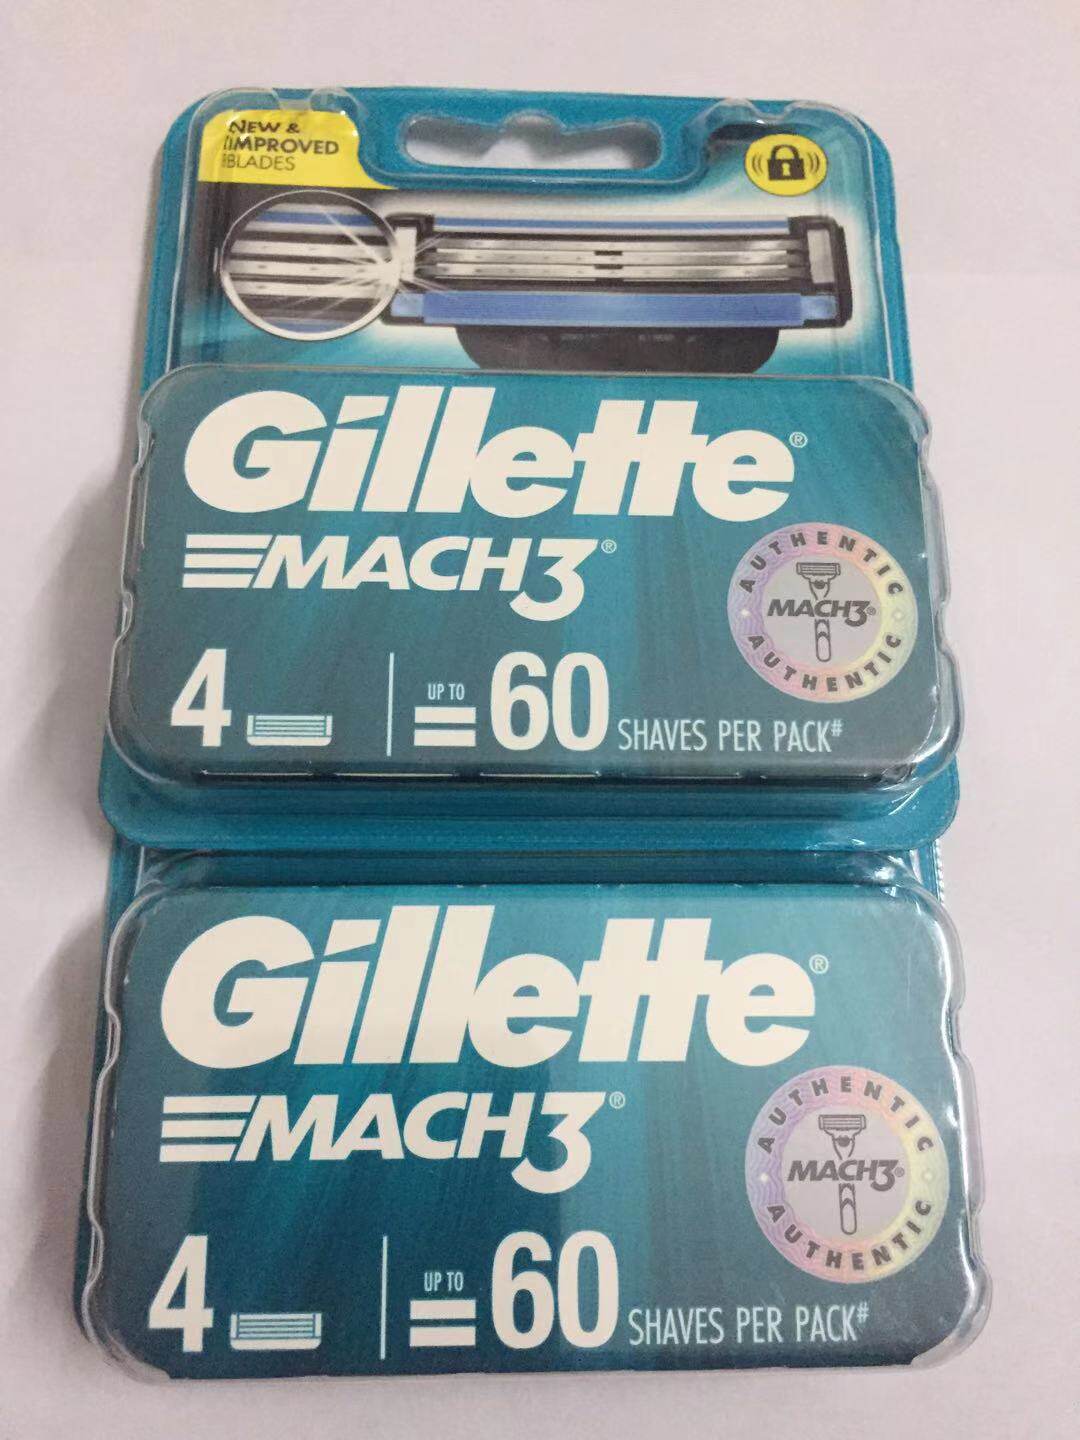 NEW &
IMPROVED
BLADES
Gillette®
MACH3®
AUTHENTIC
MACH3®
AUTHENTIC
4 | UP TO = 60 SHAVES PER PACK#
Gillette®
MACH3®
AUTHENTIC
MACH3®
AUTHENTIC
4 | UP TO = 60 SHAVES PER PACK#